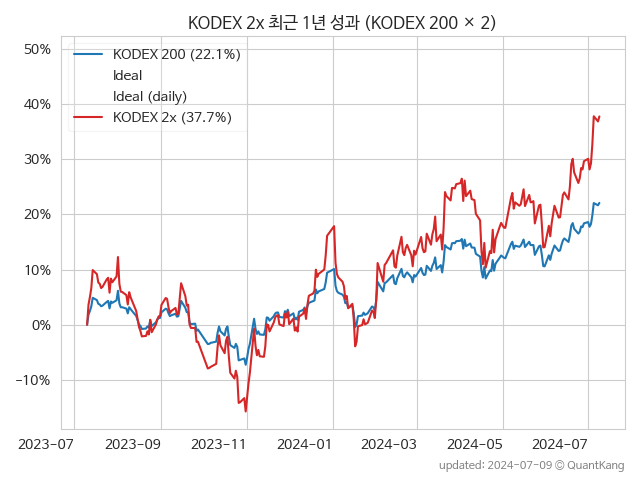 KODEX 2x 최근 1년 성과 (KODEX 200 × 2)
50%
40%
30%
20%
10%
0%
−10%
KODEX 200 (22.1%)
Ideal
Ideal (daily)
KODEX 2x (37.7%)
2023-07 2023-09 2023-11 2024-01 2024-03 2024-05 2024-07
updated: 2024-07-09 © QuantKang